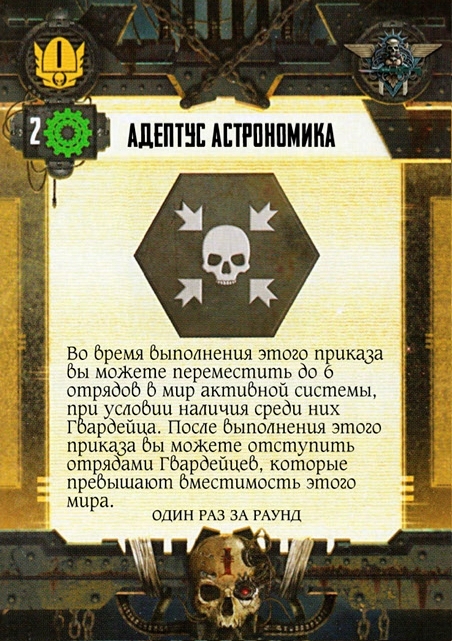 I
2
АДЕПТУС АСТРОНОМИКА
Во время выполнения этого приказа
вы можете переместить до 6
отрядов в мир активной системы,
при условии наличия среди них
Гвардейца. После выполнения этого
приказа вы можете отступить
отрядами Гвардейцев, которые
превышают вместимость этого
мира.
ОДИН РАЗ ЗА РАУНД
I